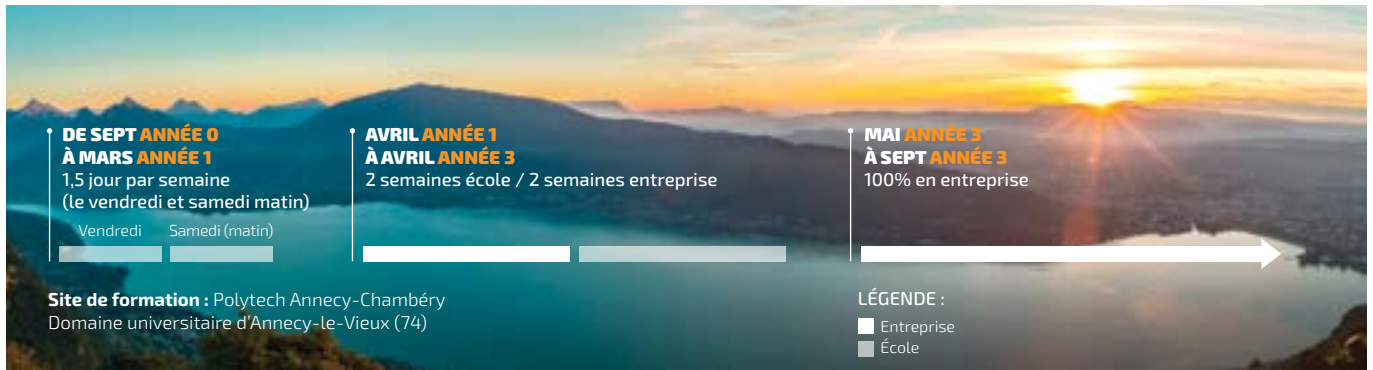 DE SEPT ANNÉE 0
À MARS ANNÉE 1
1,5 jour par semaine
(le vendredi et samedi matin)
Vendredi
Samedi (matin)
AVRIL ANNÉE 1
À AVRIL ANNÉE 3
2 semaines école / 2 semaines entreprise
MAI ANNÉE 3
À SEPT ANNÉE 3
100% en entreprise
Site de formation : Polytech Annecy-Chambéry
Domaine universitaire d'Annecy-le-Vieux (74)
LÉGENDE :
Entreprise
École